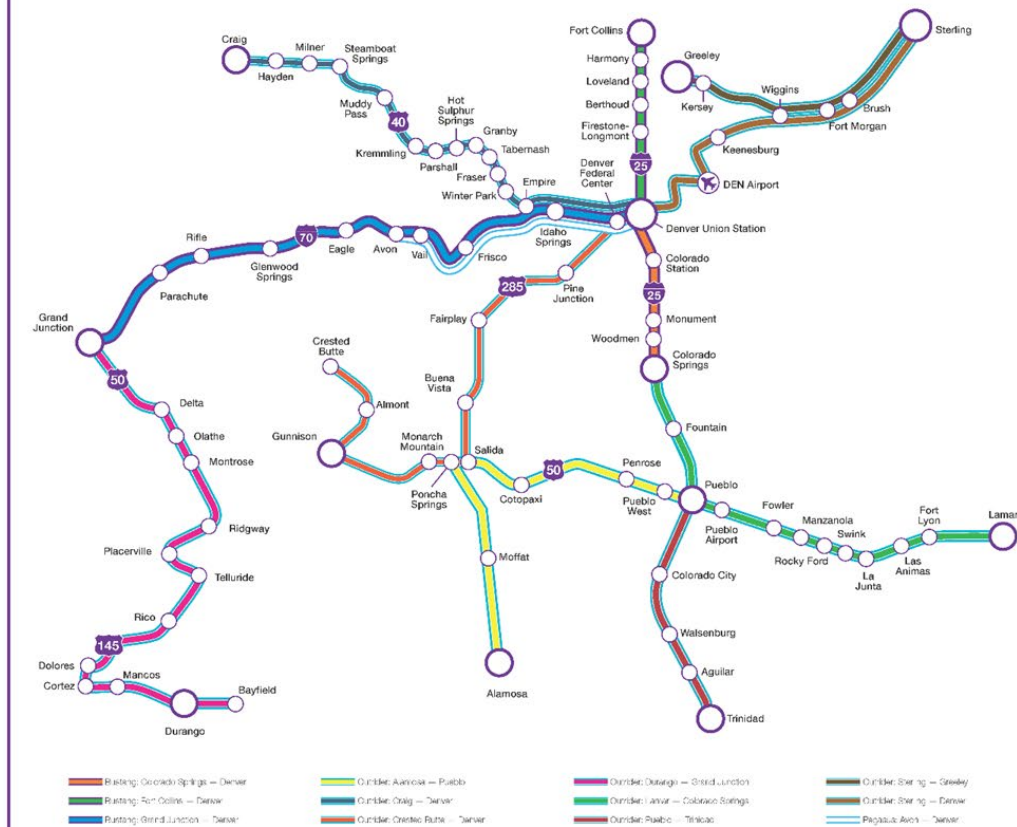 Craig
Hayden
Milner
Steamboat
Springs
Muddy
Pass
40
Kremmling
Parshall
Hot
Sulphur
Springs
Granby
Tabernash
Fraser
Winter Park
Empire
Fort Collins
Harmony
Loveland
Berthoud
Firestone-
Longmont
25
Denver
Federal
Center
Greeley
Kersey
Wiggins
Sterling
Brush
Fort Morgan
Keenesburg
DEN Airport
Denver Union Station
Idaho
Springs
Frisco
Vail
Avon
Eagle
70
Glenwood
Springs
Rifle
Parachute
Grand
Junction
50
Delta
Olathe
Montrose
Ridgway
Placerville
Telluride
Rico
145
Dolores
Cortez
Mancos
Durango
Bayfield
Colorado
Station
25
Monument
Woodmen
Colorado
Springs
Pine
Junction
285
Fairplay
Buena
Vista
Crested
Butte
Almont
Gunnison
Monarch
Mountain
Salida
Poncha
Springs
Cotopaxi
50
Penrose
Pueblo
West
Pueblo
Fountain
Moffat
Alamosa
Pueblo
Airport
Fowler
Manzanola
Rocky Ford
Swink
La
Junta
Las
Animas
Fort
Lyon
Lamar
Colorado City
Walsenburg
Aguilar
Trinidad
Bustang: Colorado Springs — Denver
Bustang: Fort Collins — Denver
Bustang: Grand Junction — Denver
Outrider: Alamosa — Pueblo
Outrider: Craig — Denver
Outrider: Crested Butte — Denver
Outrider: Durango — Grand Junction
Outrider: Lamar — Colorado Springs
Outrider: Pueblo — Trinidad
Outrider: Sterling — Greeley
Outrider: Sterling — Denver
Pegasus: Avon — Denver